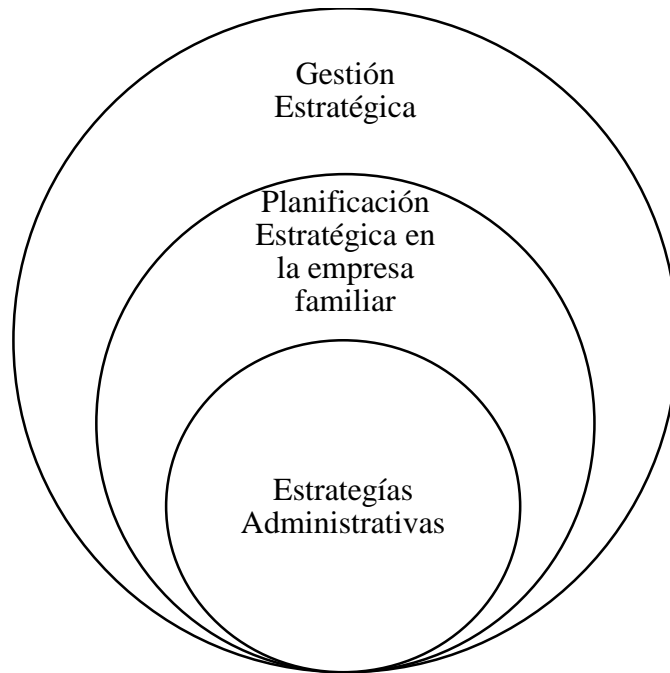 Gestión
Estratégica
Planificación
Estratégica en
la empresa
familiar
Estrategías
Administrativas